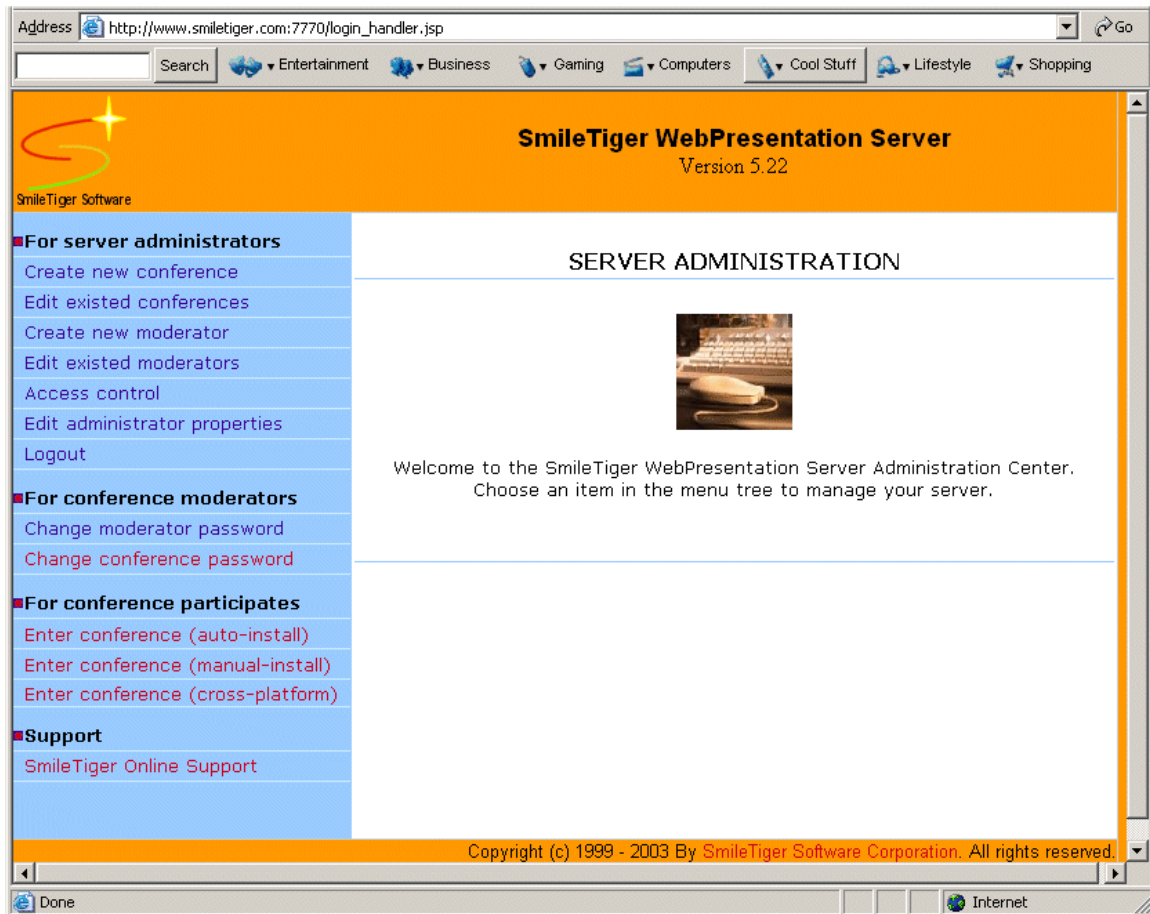 Address http://www.smiletiger.com:7770/login_handler.jsp Go
Search Entertainment Business Gaming Computers Cool Stuff Lifestyle Shopping
SmileTiger Software
SmileTiger WebPresentation Server
Version 5.22
For server administrators
Create new conference
Edit existed conferences
Create new moderator
Edit existed moderators
Access control
Edit administrator properties
Logout
For conference moderators
Change moderator password
Change conference password
For conference participates
Enter conference (auto-install)
Enter conference (manual-install)
Enter conference (cross-platform)
Support
SmileTiger Online Support
SERVER ADMINISTRATION
Welcome to the SmileTiger WebPresentation Server Administration Center.
Choose an item in the menu tree to manage your server.
Copyright (c) 1999 - 2003 By SmileTiger Software Corporation. All rights reserved.
Done Internet